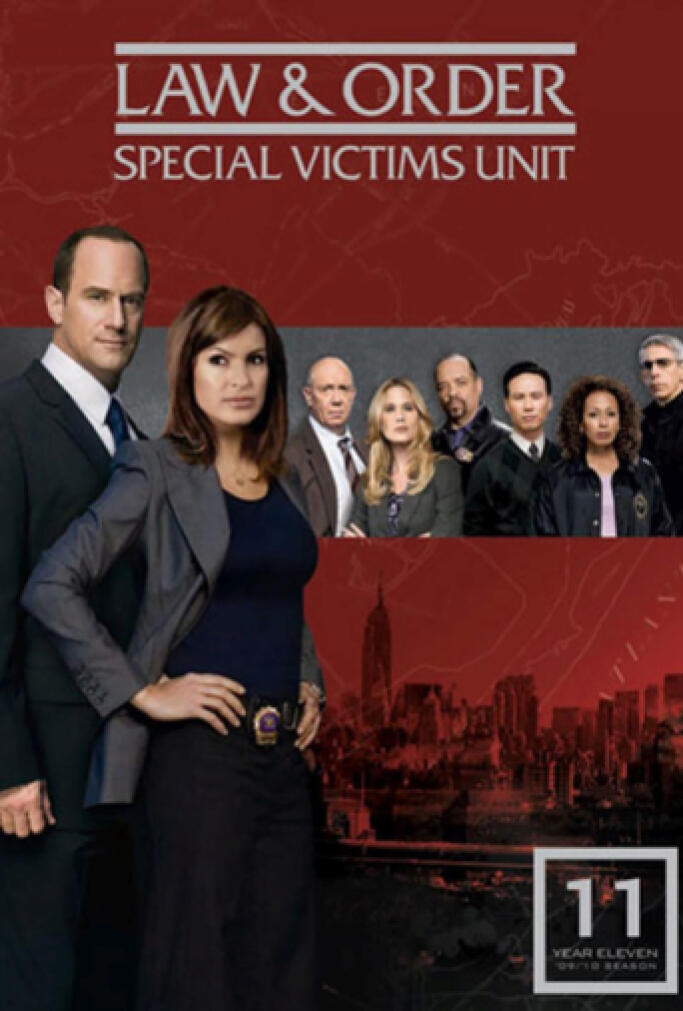 LAW & ORDER
SPECIAL VICTIMS UNIT
11
YEAR ELEVEN
'09/10 SEASON